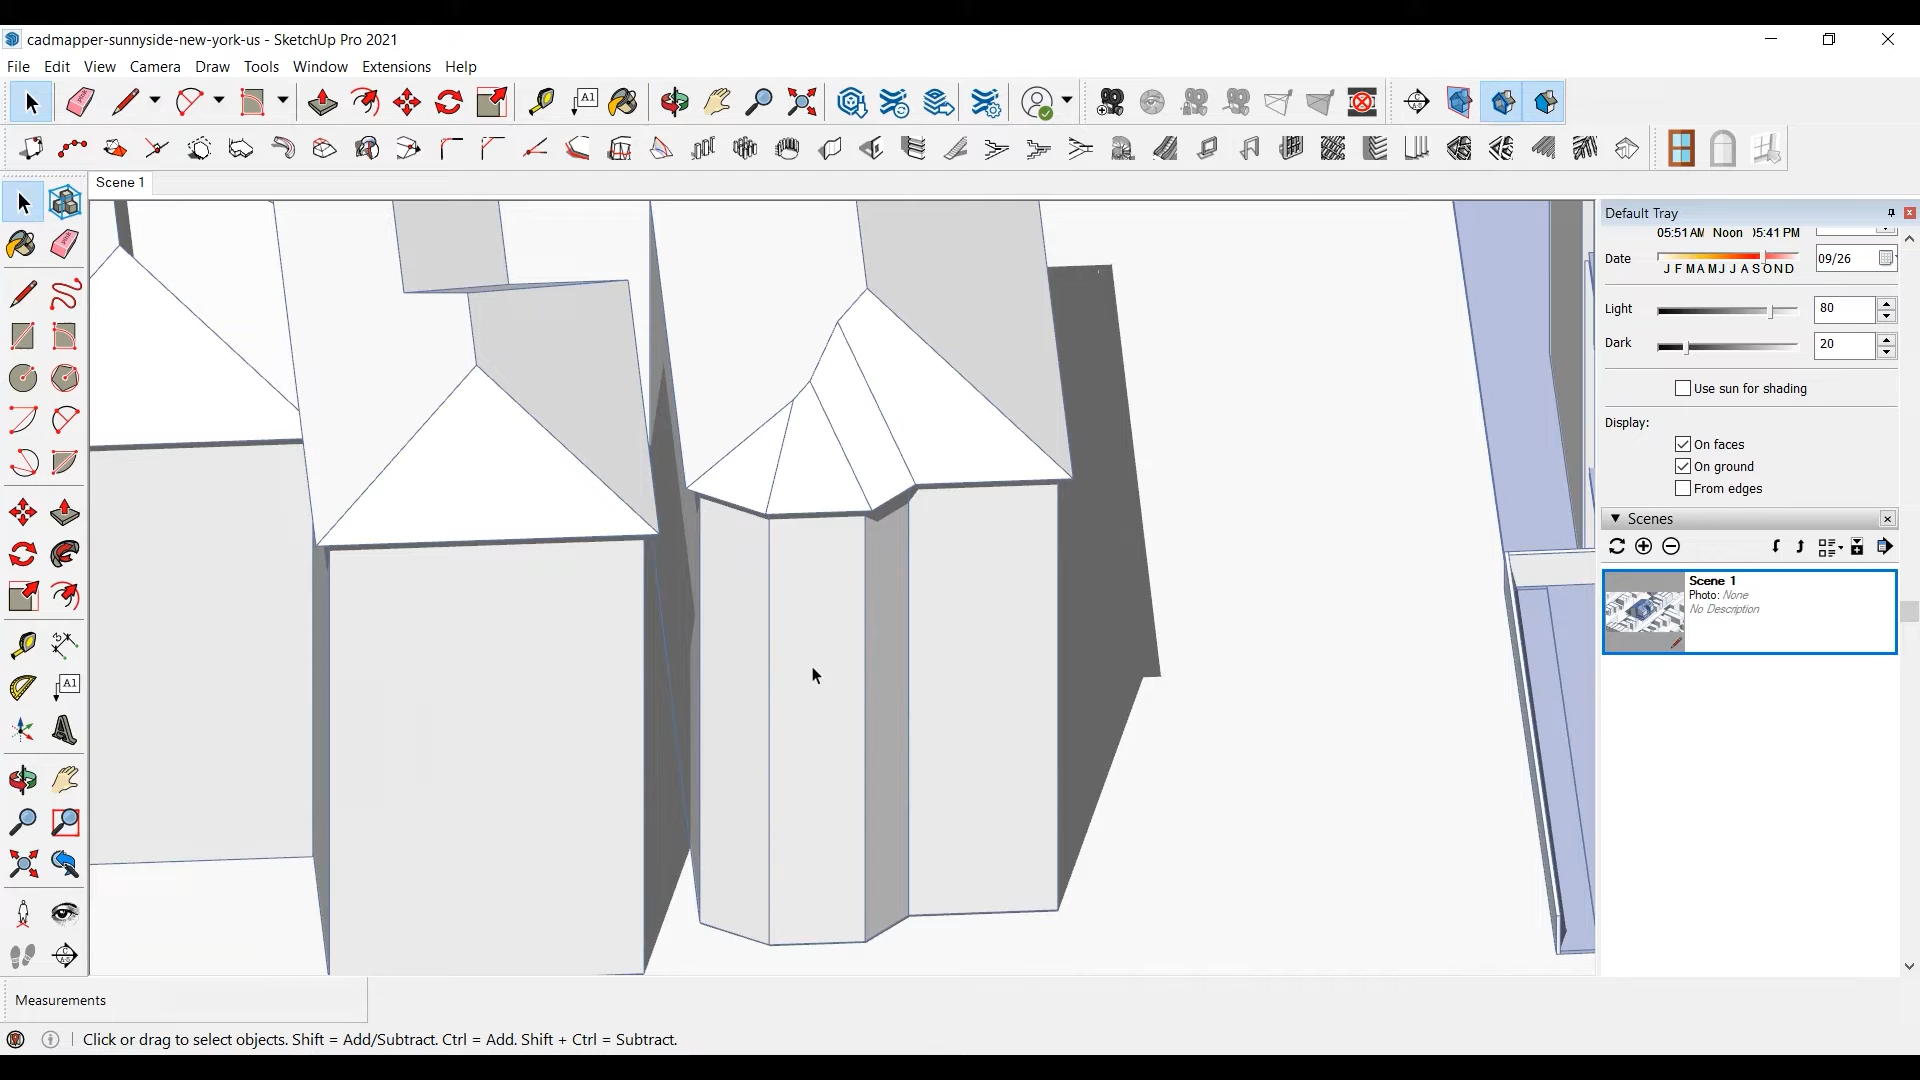 cadmapper-sunnyside-new-york-us - SketchUp Pro 2021
File Edit View Camera Draw Tools Window Extensions Help
A1
Scene 1
Default Tray
05:51 AM Noon 05:41 PM
Date 09/26
J F M A M J J A S O N D
Light 80
Dark 20
Use sun for shading
Display:
On faces
On ground
From edges
Scenes
Scene 1
Photo: None
No Description
A1
Measurements
Click or drag to select objects. Shift = Add/Subtract. Ctrl = Add. Shift + Ctrl = Subtract.